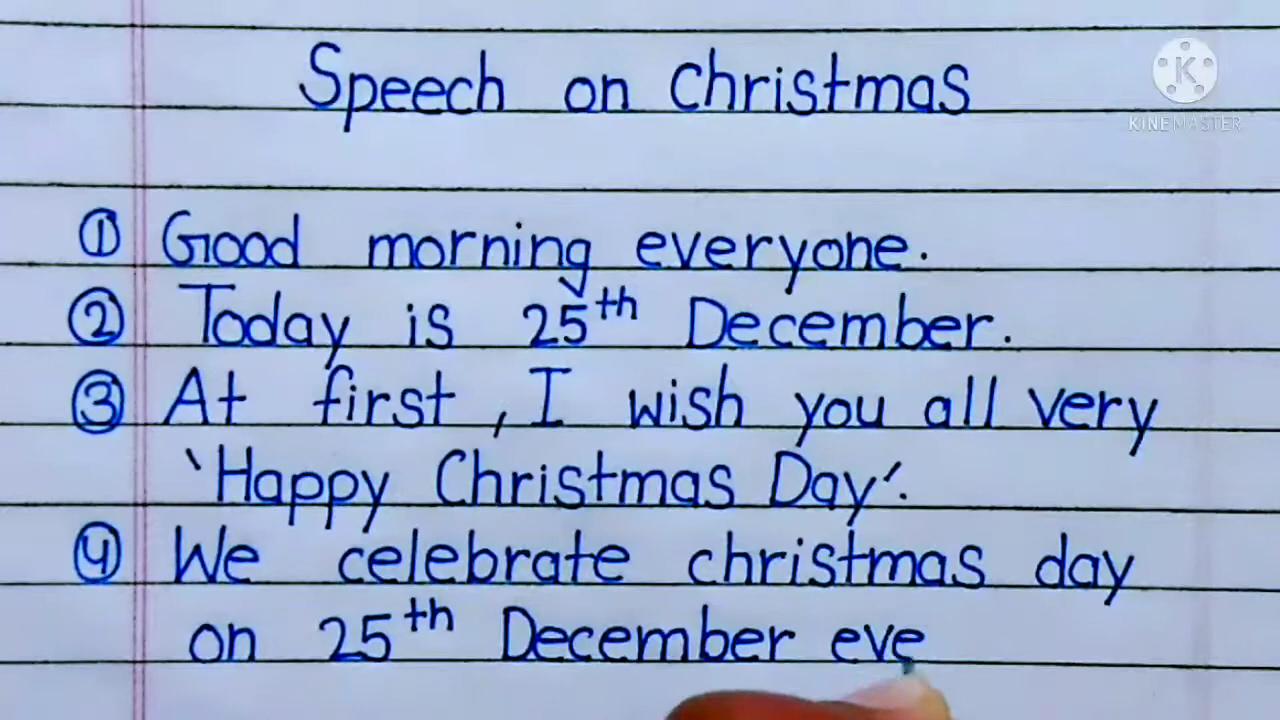 Speech on Christmas
KINEMASTER
① Good morning everyone.
② Today is 25th December.
③ At first, I wish you all very
'Happy Christmas Day'.
④ We celebrate christmas day
on 25th December eve